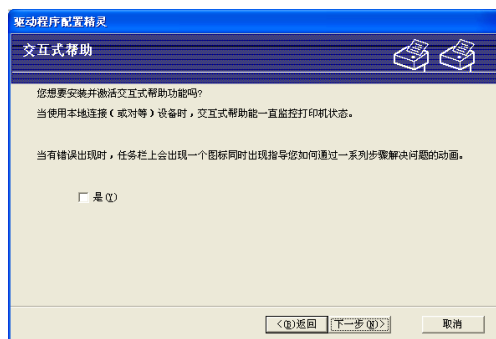 驱动程序配置精灵
交互式帮助
您想要安装并激活交互式帮助功能吗?
当使用本地连接(或对等)设备时,交互式帮助能一直监控打印机状态。
当有错误出现时,任务栏上会出现一个图标同时出现指导您如何通过一系列步骤解决问题的动画。
是(Y)
<(B)返回 下一步(N)> 取消